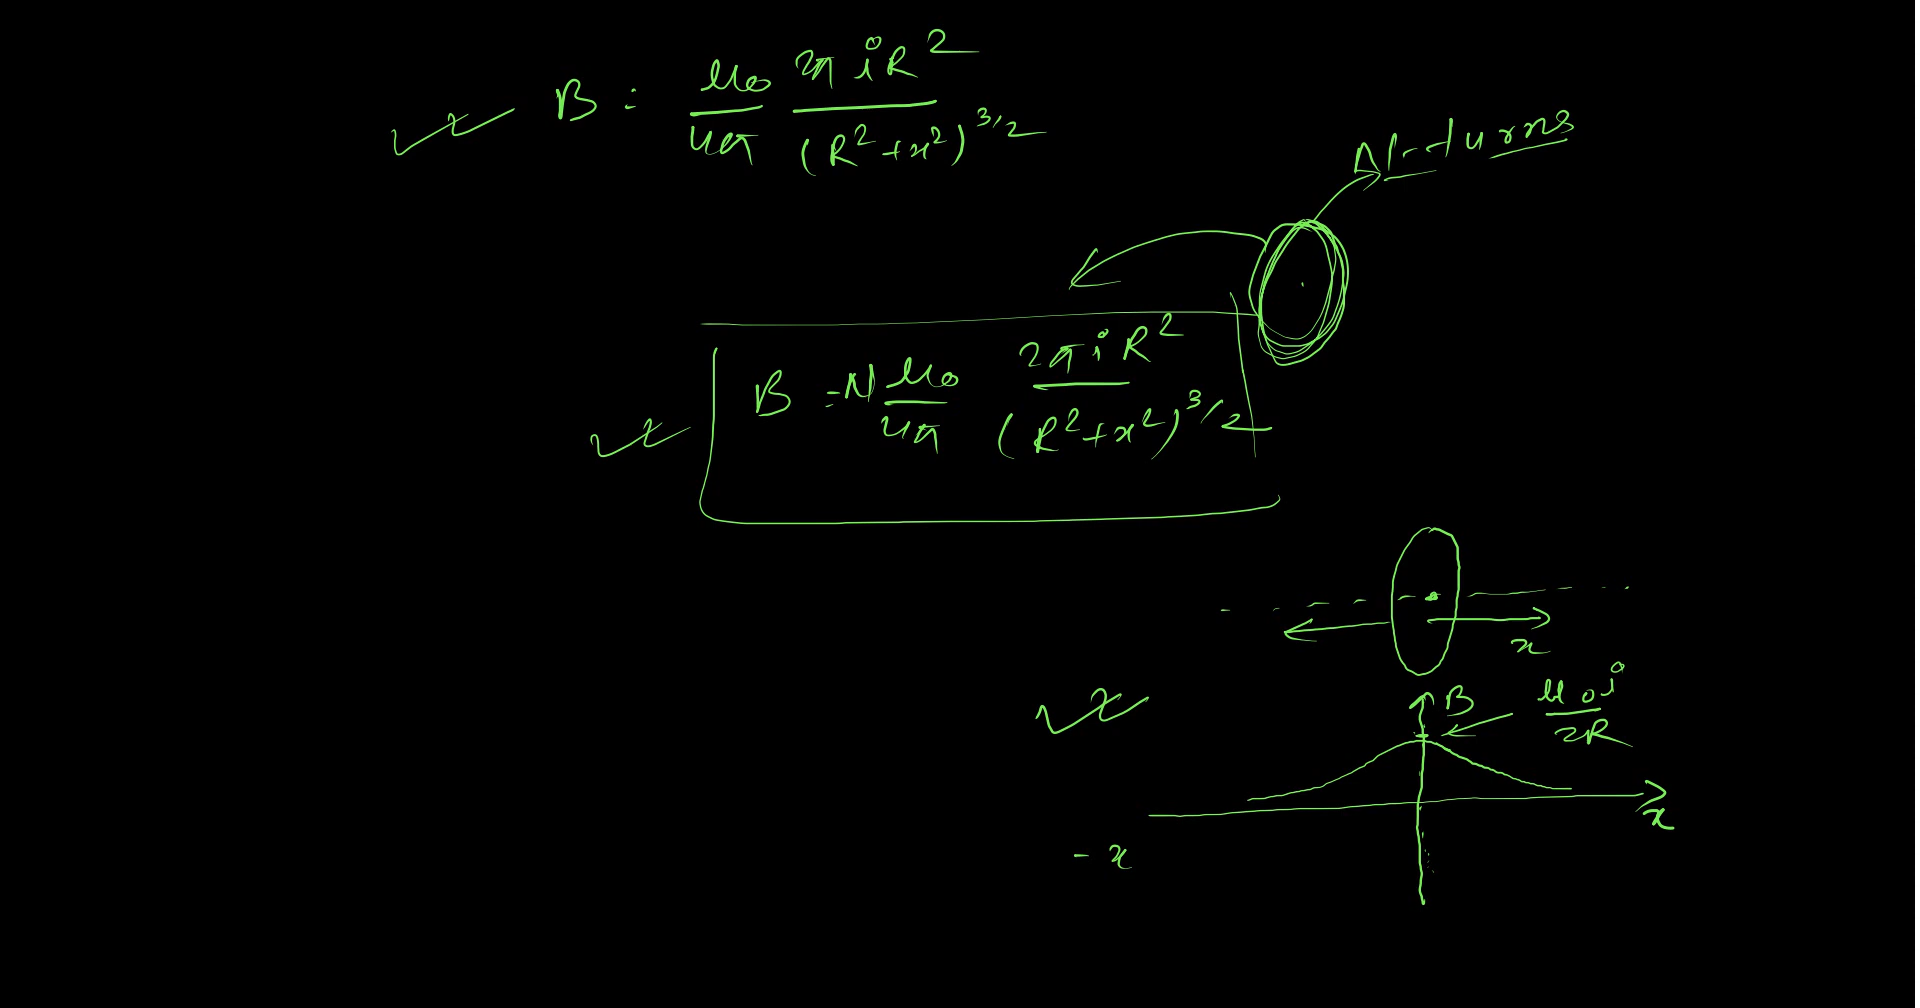 B = μ₀/4π 2πiR²/(R²+x²)^3/2
N-turns
B = N μ₀/4π 2πiR²/(R²+x²)^3/2
x
B
μ₀i/2R
x
-x